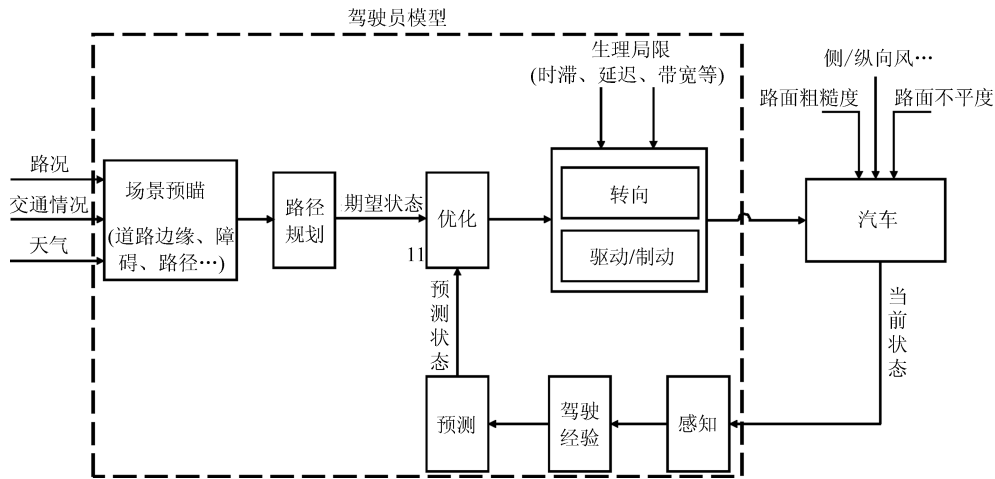 驾驶员模型
生理局限
(时滞、延迟、带宽等)
侧/纵向风…
路面粗糙度
路面不平度
路况
交通情况
天气
场景预瞄
(道路边缘、障
碍、路径…)
路径
规划
期望状态
优化
11
转向
驱动/制动
汽车
预测状态
当前状态
预测
驾驶
经验
感知